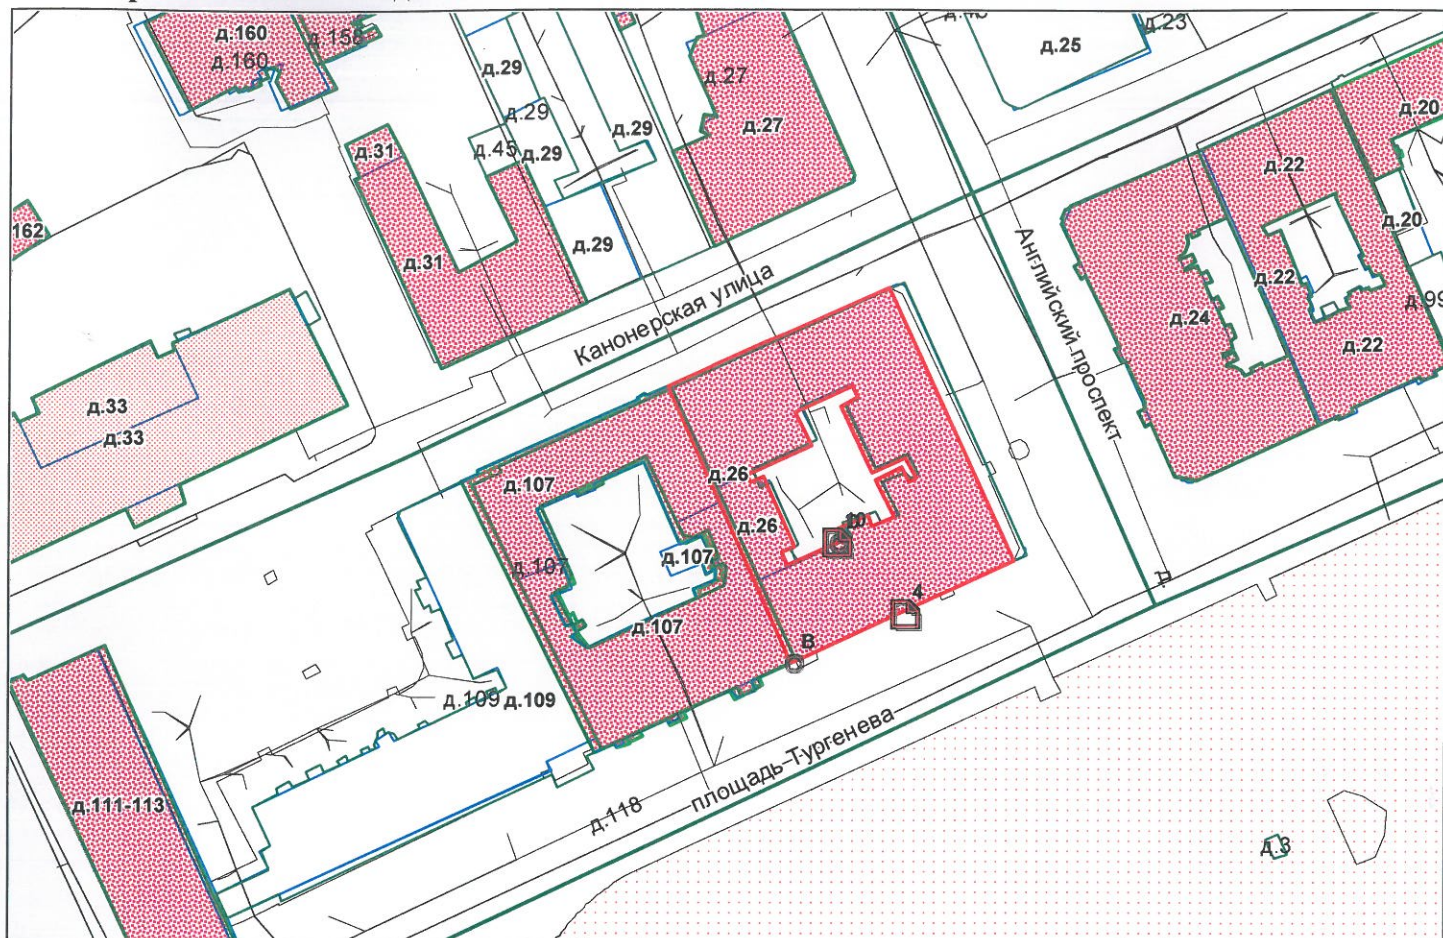 д.160
д.158
д.160
д.25
д.23
д.29
д.27
д.29
д.20
д.29
д.27
д.31
д.45
д.29
д.22
162
д.20
д.29
д.31
д.22
Английский проспект
д.99
Канонерская улица
д.24
д.22
д.33
д.33
д.26
д.107
д.26
10
д.107
д.107
4
д.107
В
д.109
д.109
площадь Тургенева
д.111-113
д.118
д.3